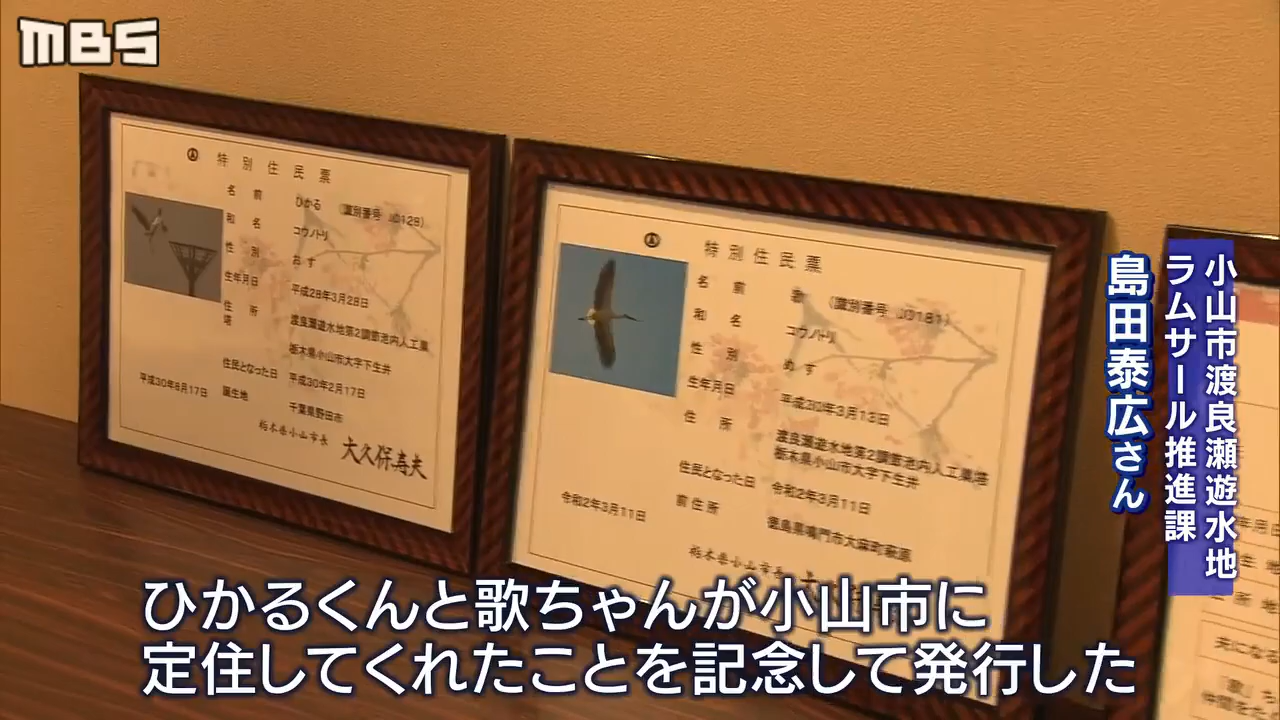 MBS
特別住民票
名前 ひかる (識別番号 J0128)
和名 コウノトリ
性別 おす
生年月日 平成28年3月28日
住所 渡良瀬遊水地第2調節池内人工巣
塔 栃木県小山市大字下生井
住民となった日 平成30年2月17日
平成30年6月17日 誕生地 千葉県野田市
栃木県小山市長 大久保寿夫
特別住民票
名前 歌 (識別番号 J0181)
和名 コウノトリ
性別 めす
生年月日 平成30年3月13日
住所 渡良瀬遊水地第2調節池内人工巣塔
栃木県小山市大字下生井
住民となった日 令和2年3月11日
令和2年3月11日 前住所 徳島県鳴門市大麻町萩原
栃木県小山市長
小山市渡良瀬遊水地
ラムサール推進課
島田泰広さん
ひかるくんと歌ちゃんが小山市に
定住してくれたことを記念して発行した